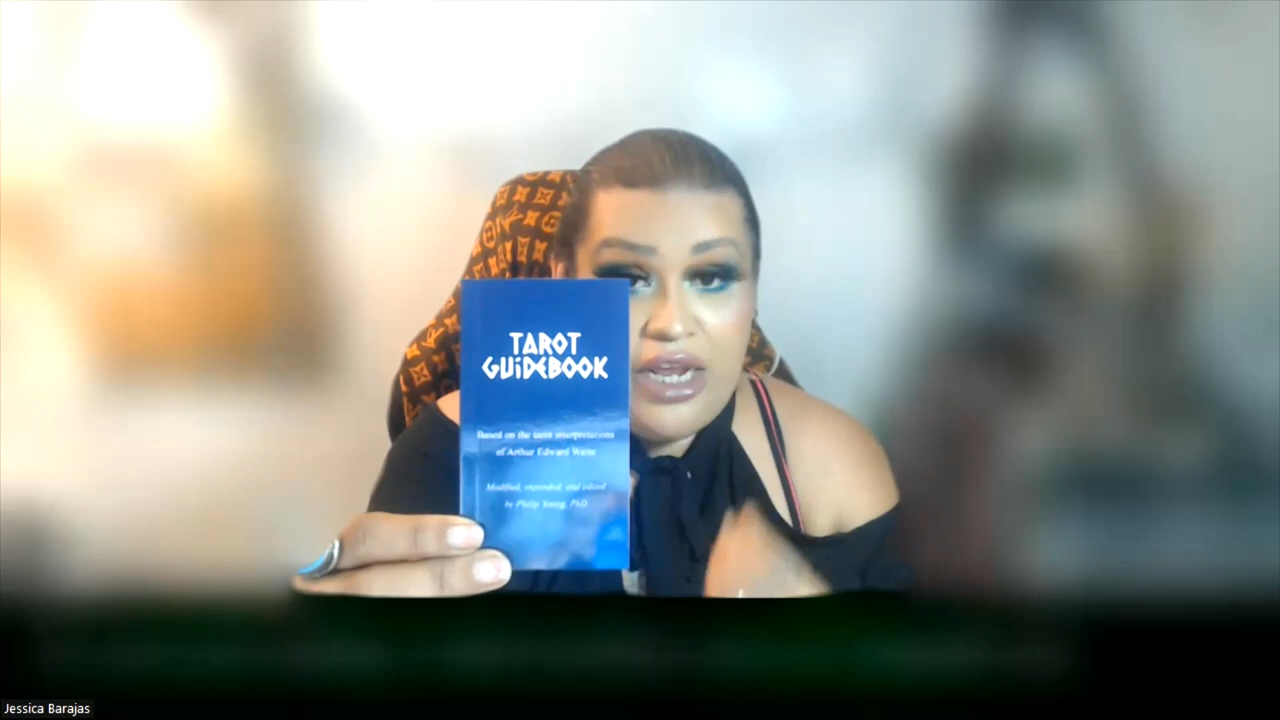 TAROT
GUIDEBOOK
Based on the tarot interpretations
of Arthur Edward Waite
Modified, expanded, and edited
by Philip Young, PhD
Jessica Barajas